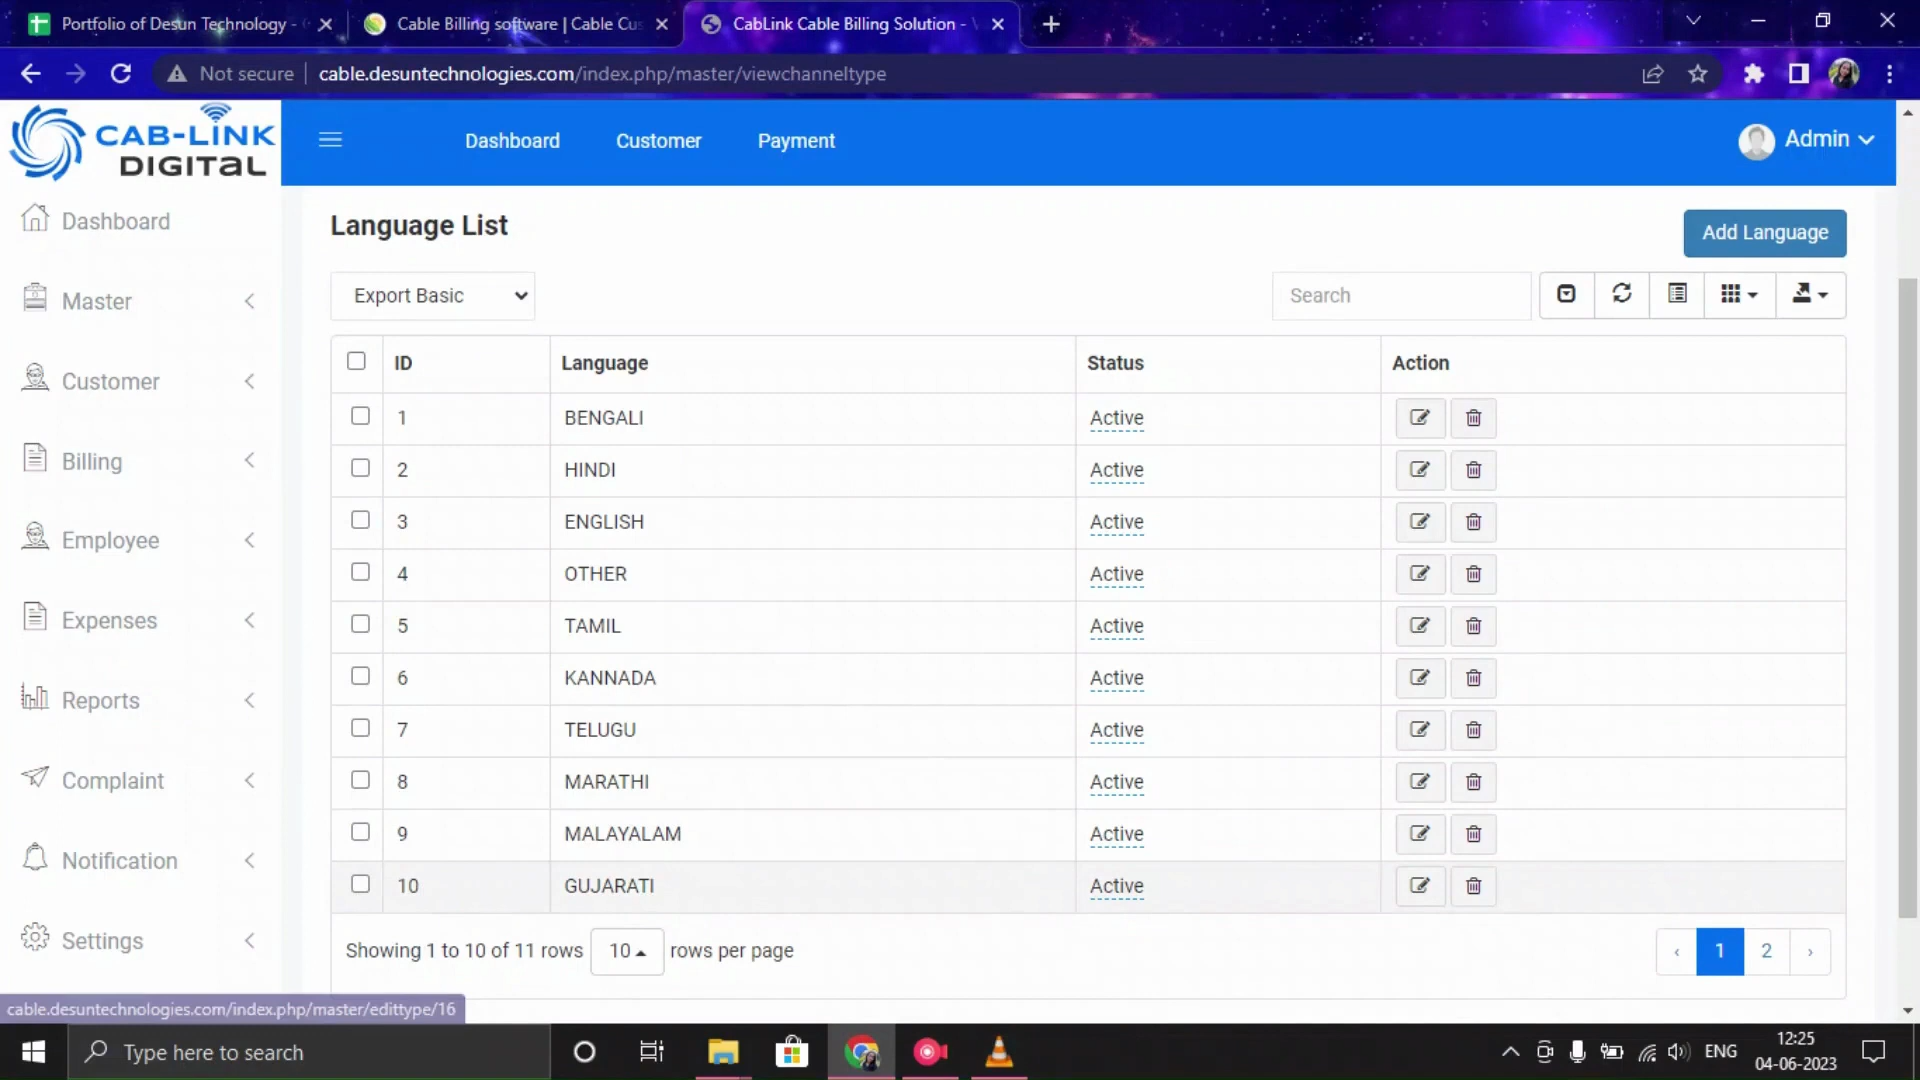 Portfolio of Desun Technology -
Cable Billing software | Cable Cus
CabLink Cable Billing Solution -
Not secure
cable.desuntechnologies.com/index.php/master/viewchanneltype
CAB-LINK
DIGITAL
Dashboard
Customer
Payment
Admin
Dashboard
Master
Customer
Billing
Employee
Expenses
Reports
Complaint
Notification
Settings
Language List
Add Language
Export Basic
Search
ID Language Status Action
1 BENGALI Active
2 HINDI Active
3 ENGLISH Active
4 OTHER Active
5 TAMIL Active
6 KANNADA Active
7 TELUGU Active
8 MARATHI Active
9 MALAYALAM Active
10 GUJARATI Active
Showing 1 to 10 of 11 rows 10 rows per page
‹ 1 2 ›
cable.desuntechnologies.com/index.php/master/edittype/16
Type here to search
ENG
12:25
04-06-2023